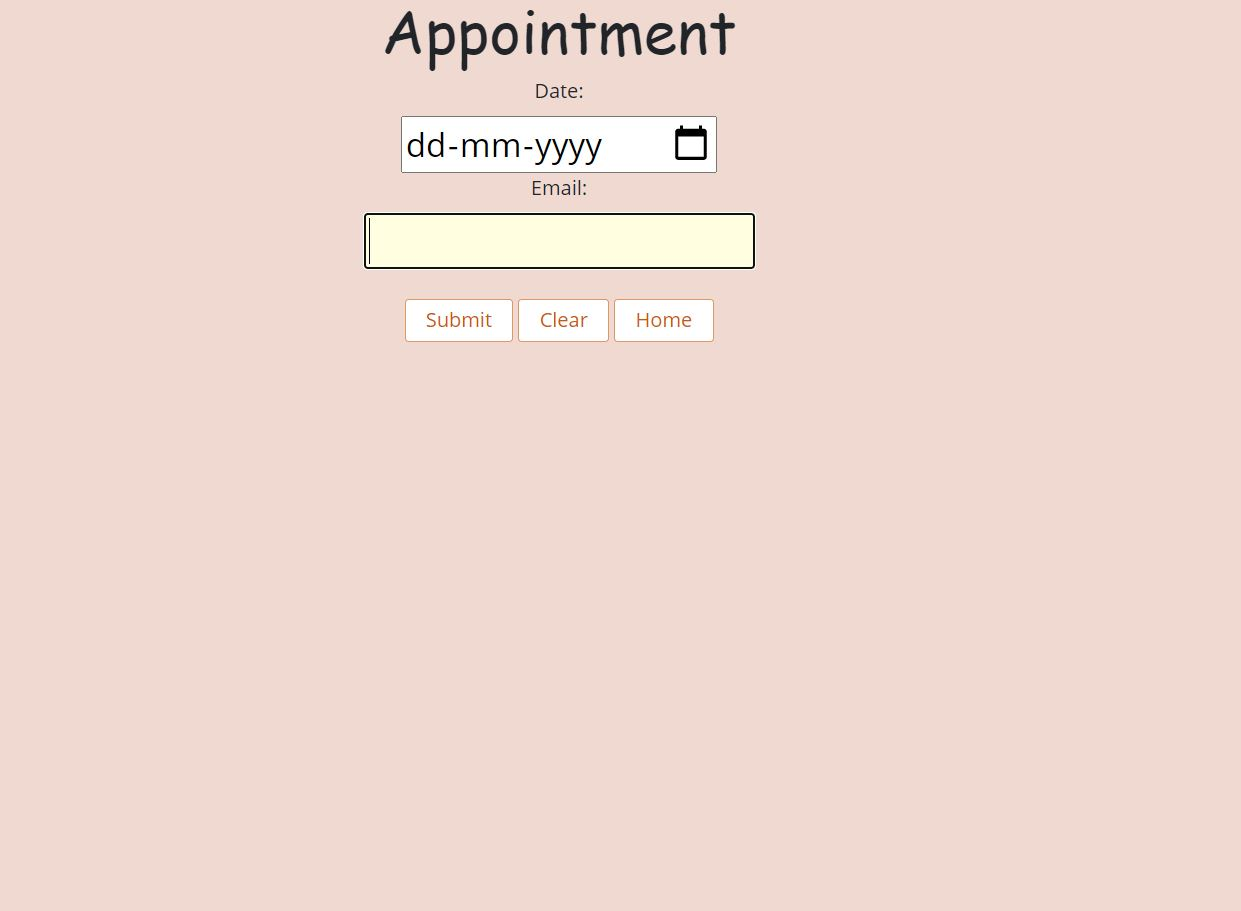 Appointment
Date:
dd-mm-yyyy
Email:
Submit Clear Home